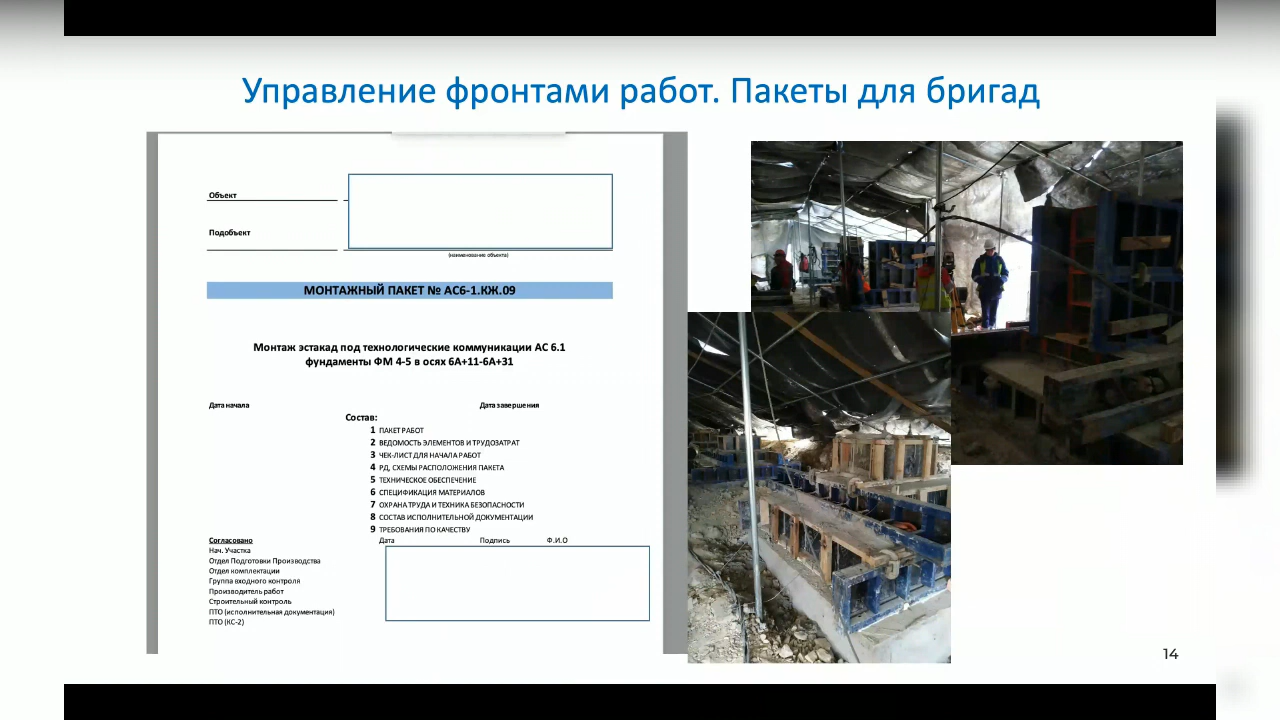 Управление фронтами работ. Пакеты для бригад
Объект
Подобъект
(наименование объекта)
МОНТАЖНЫЙ ПАКЕТ № АС6-1.КЖ.09
Монтаж эстакад под технологические коммуникации АС 6.1
фундаменты ФМ 4-5 в осях 6А+11-6А+31
Дата начала Дата завершения
Состав:
1 ПАКЕТ РАБОТ
2 ВЕДОМОСТЬ ЭЛЕМЕНТОВ И ТРУДОЗАТРАТ
3 ЧЕК-ЛИСТ ДЛЯ НАЧАЛА РАБОТ
4 РД, СХЕМЫ РАСПОЛОЖЕНИЯ ПАКЕТА
5 ТЕХНИЧЕСКОЕ ОБЕСПЕЧЕНИЕ
6 СПЕЦИФИКАЦИЯ МАТЕРИАЛОВ
7 ОХРАНА ТРУДА И ТЕХНИКА БЕЗОПАСНОСТИ
8 СОСТАВ ИСПОЛНИТЕЛЬНОЙ ДОКУМЕНТАЦИИ
9 ТРЕБОВАНИЯ ПО КАЧЕСТВУ
Согласовано Дата Подпись Ф.И.О
Нач. Участка
Отдел Подготовки Производства
Отдел комплектации
Группа входного контроля
Производитель работ
Строительный контроль
ПТО (исполнительная документация)
ПТО (КС-2)
14